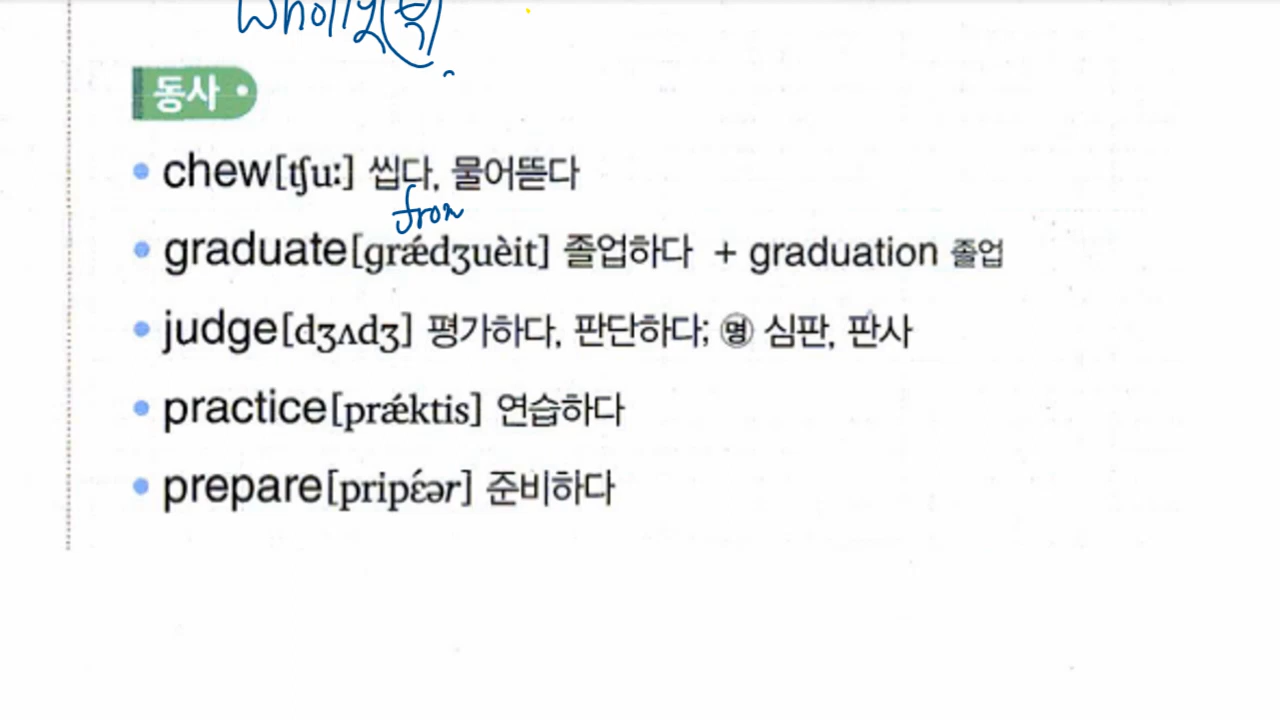 wholly(부)
동사
chew[tʃuː] 씹다, 물어뜯다
from
graduate[grǽdʒuèit] 졸업하다 + graduation 졸업
judge[dʒʌdʒ] 평가하다, 판단하다; 명 심판, 판사
practice[prǽktis] 연습하다
prepare[pripέər] 준비하다